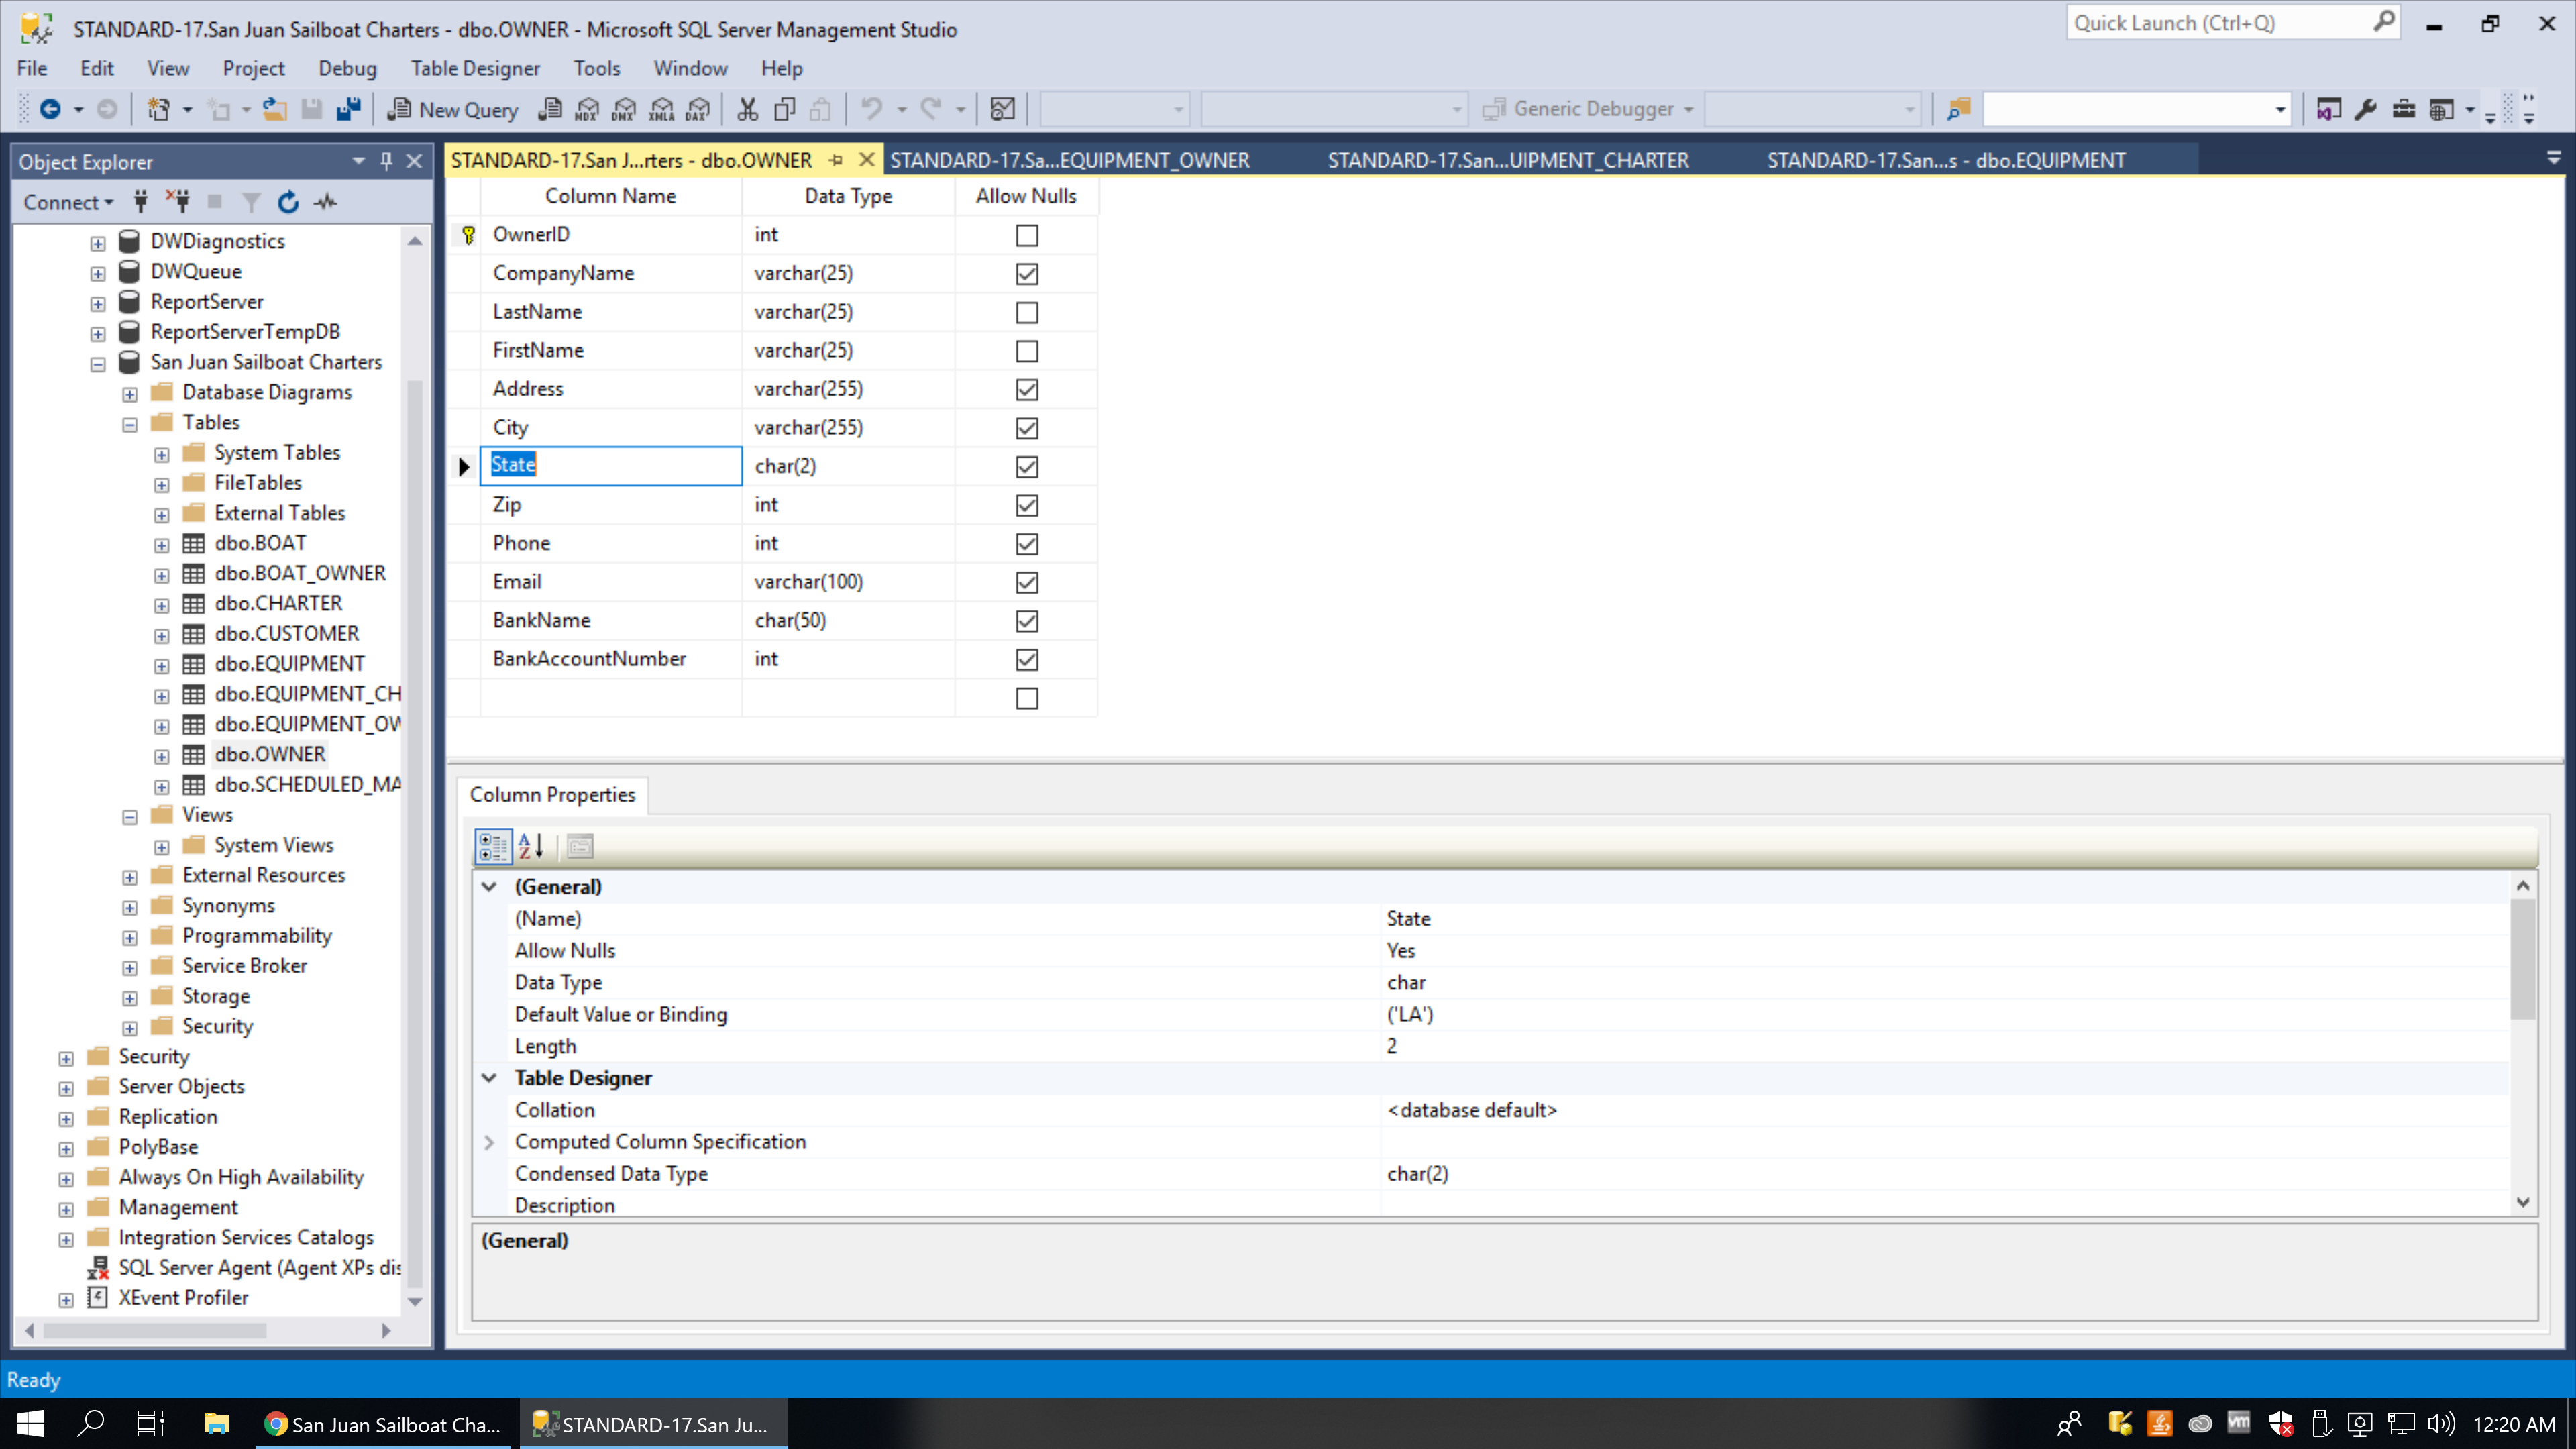 STANDARD-17.San Juan Sailboat Charters - dbo.OWNER - Microsoft SQL Server Management Studio
Quick Launch (Ctrl+Q)
File Edit View Project Debug Table Designer Tools Window Help
New Query MDX DMX XMLA DAX Generic Debugger
Object Explorer
Connect
DWDiagnostics
DWQueue
ReportServer
ReportServerTempDB
San Juan Sailboat Charters
Database Diagrams
Tables
System Tables
FileTables
External Tables
dbo.BOAT
dbo.BOAT_OWNER
dbo.CHARTER
dbo.CUSTOMER
dbo.EQUIPMENT
dbo.EQUIPMENT_CH
dbo.EQUIPMENT_OW
dbo.OWNER
dbo.SCHEDULED_MA
Views
System Views
External Resources
Synonyms
Programmability
Service Broker
Storage
Security
Security
Server Objects
Replication
PolyBase
Always On High Availability
Management
Integration Services Catalogs
SQL Server Agent (Agent XPs dis
XEvent Profiler
STANDARD-17.San J...rters - dbo.OWNER STANDARD-17.Sa...EQUIPMENT_OWNER STANDARD-17.San...UIPMENT_CHARTER STANDARD-17.San...s - dbo.EQUIPMENT
Column Name Data Type Allow Nulls
OwnerID int
CompanyName varchar(25)
LastName varchar(25)
FirstName varchar(25)
Address varchar(255)
City varchar(255)
State char(2)
Zip int
Phone int
Email varchar(100)
BankName char(50)
BankAccountNumber int
Column Properties
(General)
(Name) State
Allow Nulls Yes
Data Type char
Default Value or Binding ('LA')
Length 2
Table Designer
Collation <database default>
Computed Column Specification
Condensed Data Type char(2)
Description
(General)
Ready
San Juan Sailboat Cha... STANDARD-17.San Ju... vm 12:20 AM